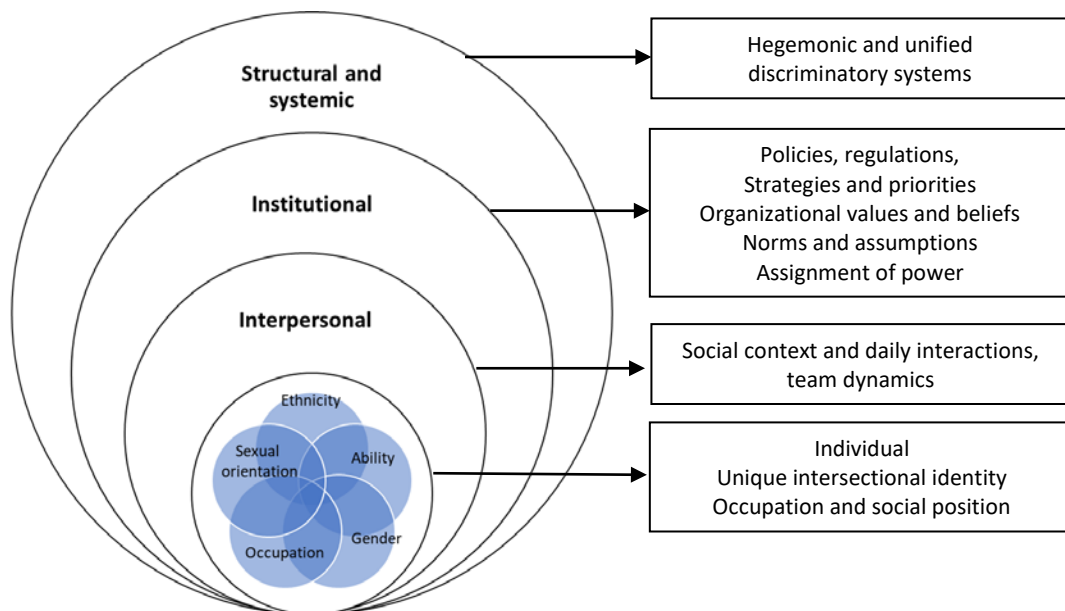 Structural and
systemic
Hegemonic and unified
discriminatory systems
Institutional
Policies, regulations,
Strategies and priorities
Organizational values and beliefs
Norms and assumptions
Assignment of power
Interpersonal
Social context and daily interactions,
team dynamics
Ethnicity
Sexual
orientation
Ability
Occupation
Gender
Individual
Unique intersectional identity
Occupation and social position